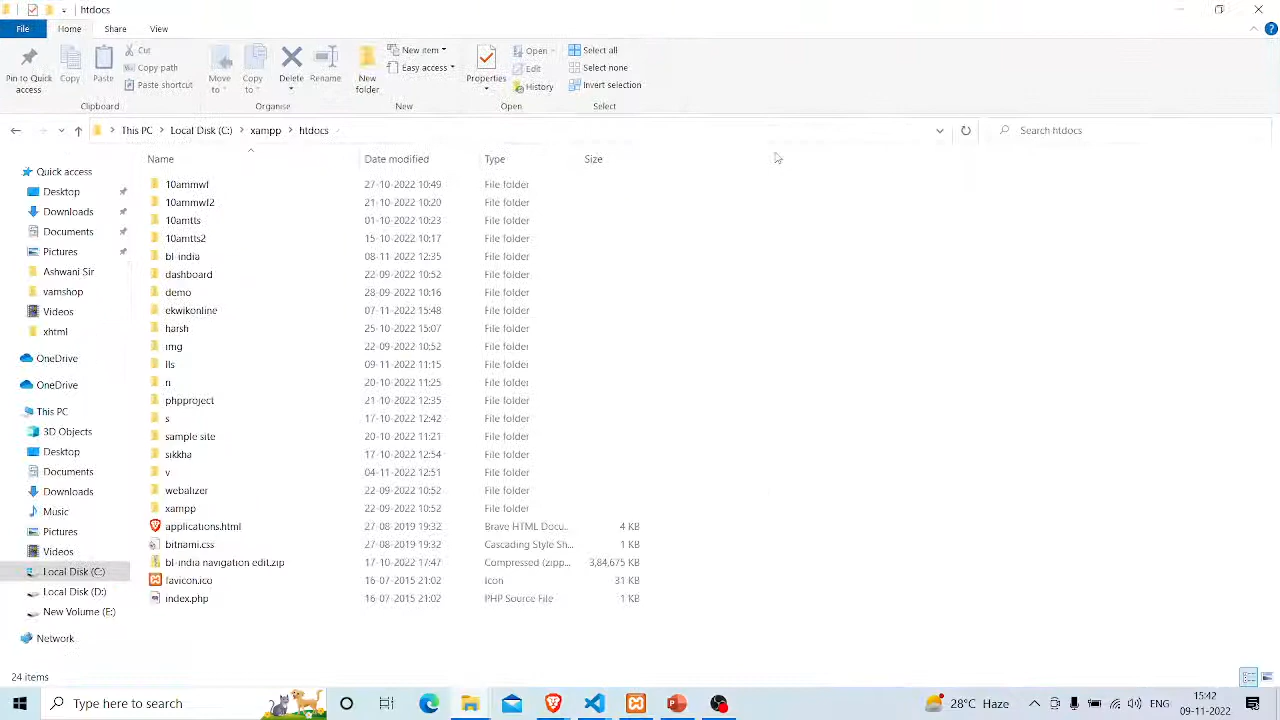 htdocs
File Home Share View
Pin to Quick access
Copy
Paste
Cut
Copy path
Paste shortcut
Move to
Copy to
Delete
Rename
New folder
New item
Easy access
Properties
Open
Edit
History
Select all
Select none
Invert selection
Clipboard Organise New Open Select
This PC Local Disk (C:) xampp htdocs
Search htdocs
Name Date modified Type Size
Quick access
Desktop
Downloads
Documents
Pictures
Ashwani Sir
vamshop
Videos
xhtml
OneDrive
OneDrive
This PC
3D Objects
Desktop
Documents
Downloads
Music
Pictures
Videos
Local Disk (C:)
Local Disk (D:)
New Volume (E:)
Network
10ammwf 27-10-2022 10:49 File folder
10ammwf2 21-10-2022 10:20 File folder
10amtts 01-10-2022 10:23 File folder
10amtts2 15-10-2022 10:17 File folder
bl-india 08-11-2022 12:35 File folder
dashboard 22-09-2022 10:52 File folder
demo 28-09-2022 10:16 File folder
ekwikonline 07-11-2022 15:48 File folder
harsh 25-10-2022 15:07 File folder
img 22-09-2022 10:52 File folder
lls 09-11-2022 11:15 File folder
n 20-10-2022 11:25 File folder
phpproject 21-10-2022 12:35 File folder
s 17-10-2022 12:42 File folder
sample site 20-10-2022 11:21 File folder
sikkha 17-10-2022 12:54 File folder
v 04-11-2022 12:51 File folder
webalizer 22-09-2022 10:52 File folder
xampp 22-09-2022 10:52 File folder
applications.html 27-08-2019 19:32 Brave HTML Docu... 4 KB
bitnami.css 27-08-2019 19:32 Cascading Style Sh... 1 KB
bl-india navigation edit.zip 17-10-2022 17:47 Compressed (zipp... 3,84,675 KB
favicon.ico 16-07-2015 21:02 Icon 31 KB
index.php 16-07-2015 21:02 PHP Source File 1 KB
24 items
Type here to search
28°C Haze
15:42
09-11-2022